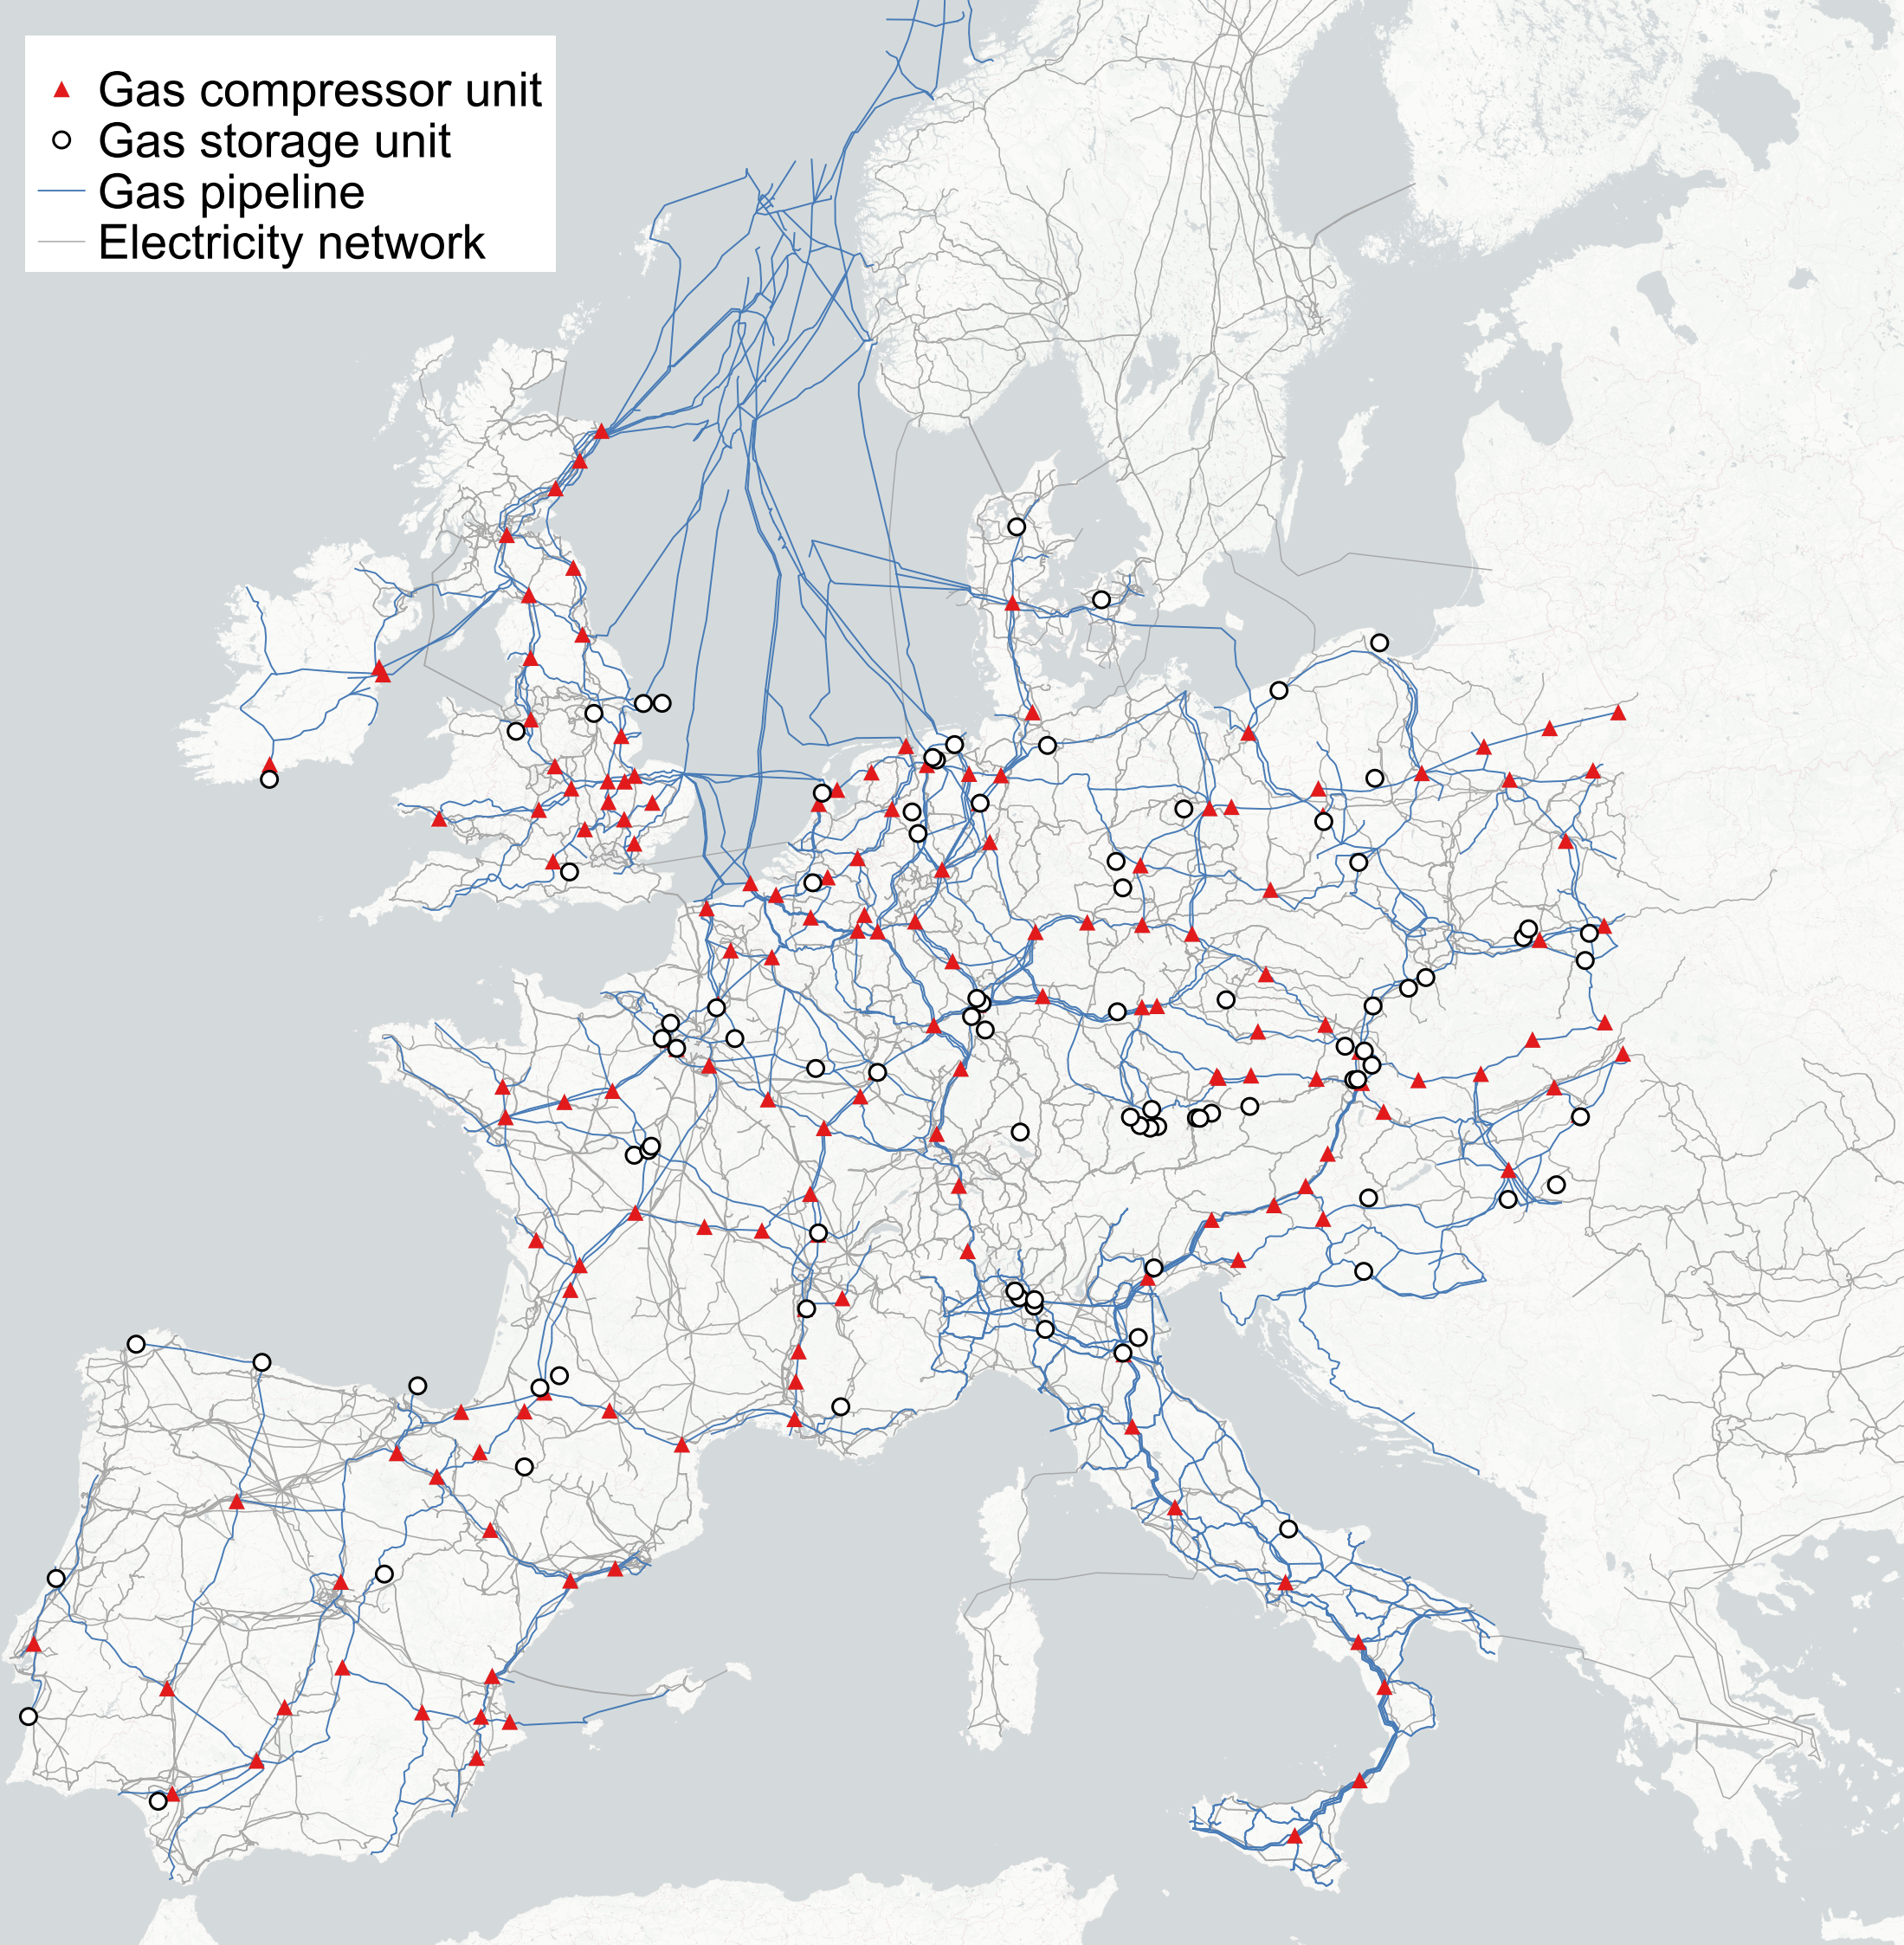 Gas compressor unit
Gas storage unit
Gas pipeline
Electricity network